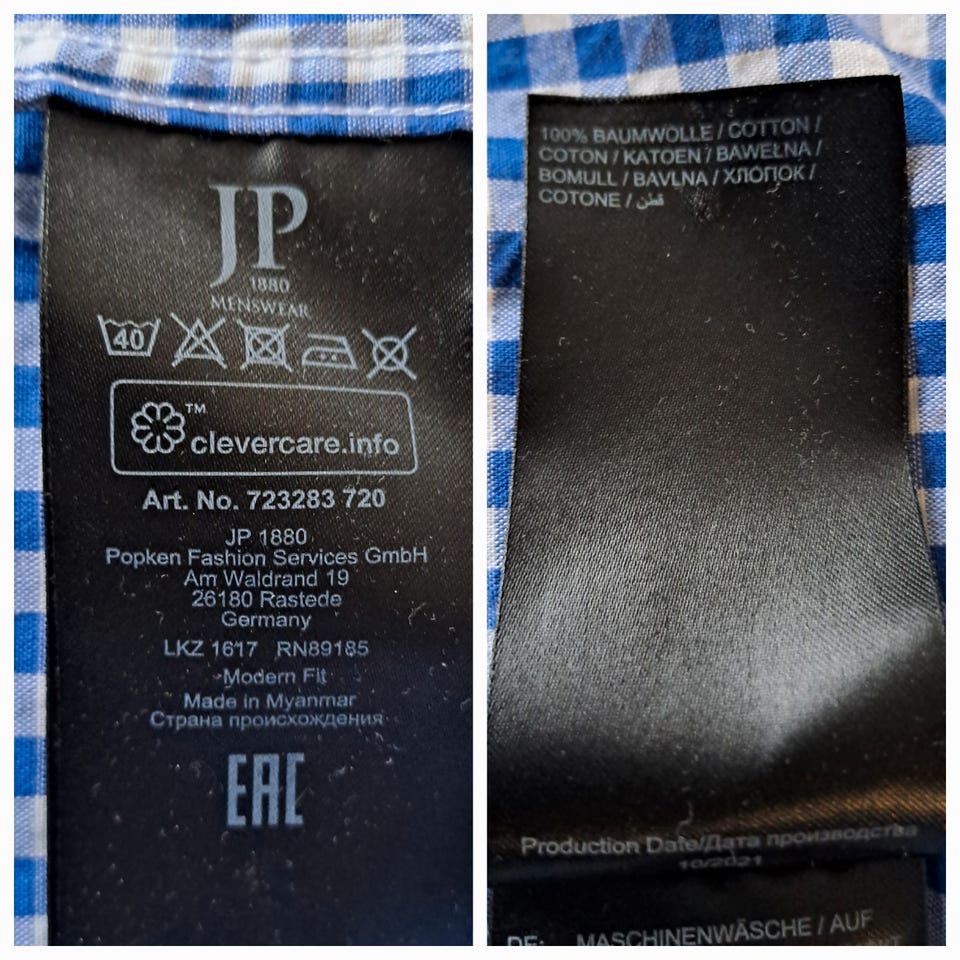 JP
1880
MENSWEAR
40
™
clevercare.info
Art. No. 723283 720
JP 1880
Popken Fashion Services GmbH
Am Waldrand 19
26180 Rastede
Germany
LKZ 1617 RN89185
Modern Fit
Made in Myanmar
Страна происхождения
EAC
100% BAUMWOLLE / COTTON /
COTON / KATOEN / BAWEŁNA /
BOMULL / BAVLNA / ХЛОПОК /
COTONE / قطن
Production Date/Дата производства
10/2021
DE: MASCHINENWÄSCHE / AUF